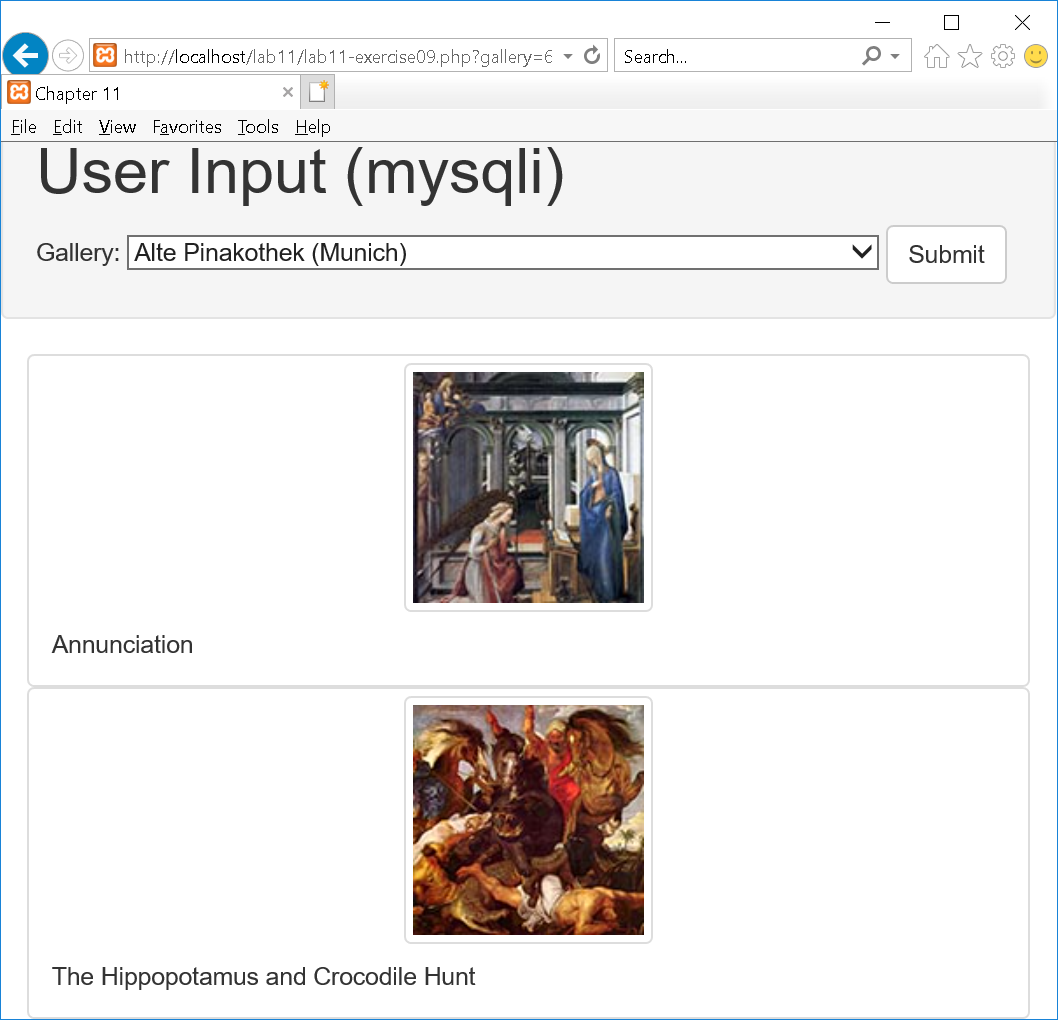 http://localhost/lab11/lab11-exercise09.php?gallery=6
Search...
Chapter 11
File Edit View Favorites Tools Help
User Input (mysqli)
Gallery: Alte Pinakothek (Munich) Submit
Annunciation
The Hippopotamus and Crocodile Hunt